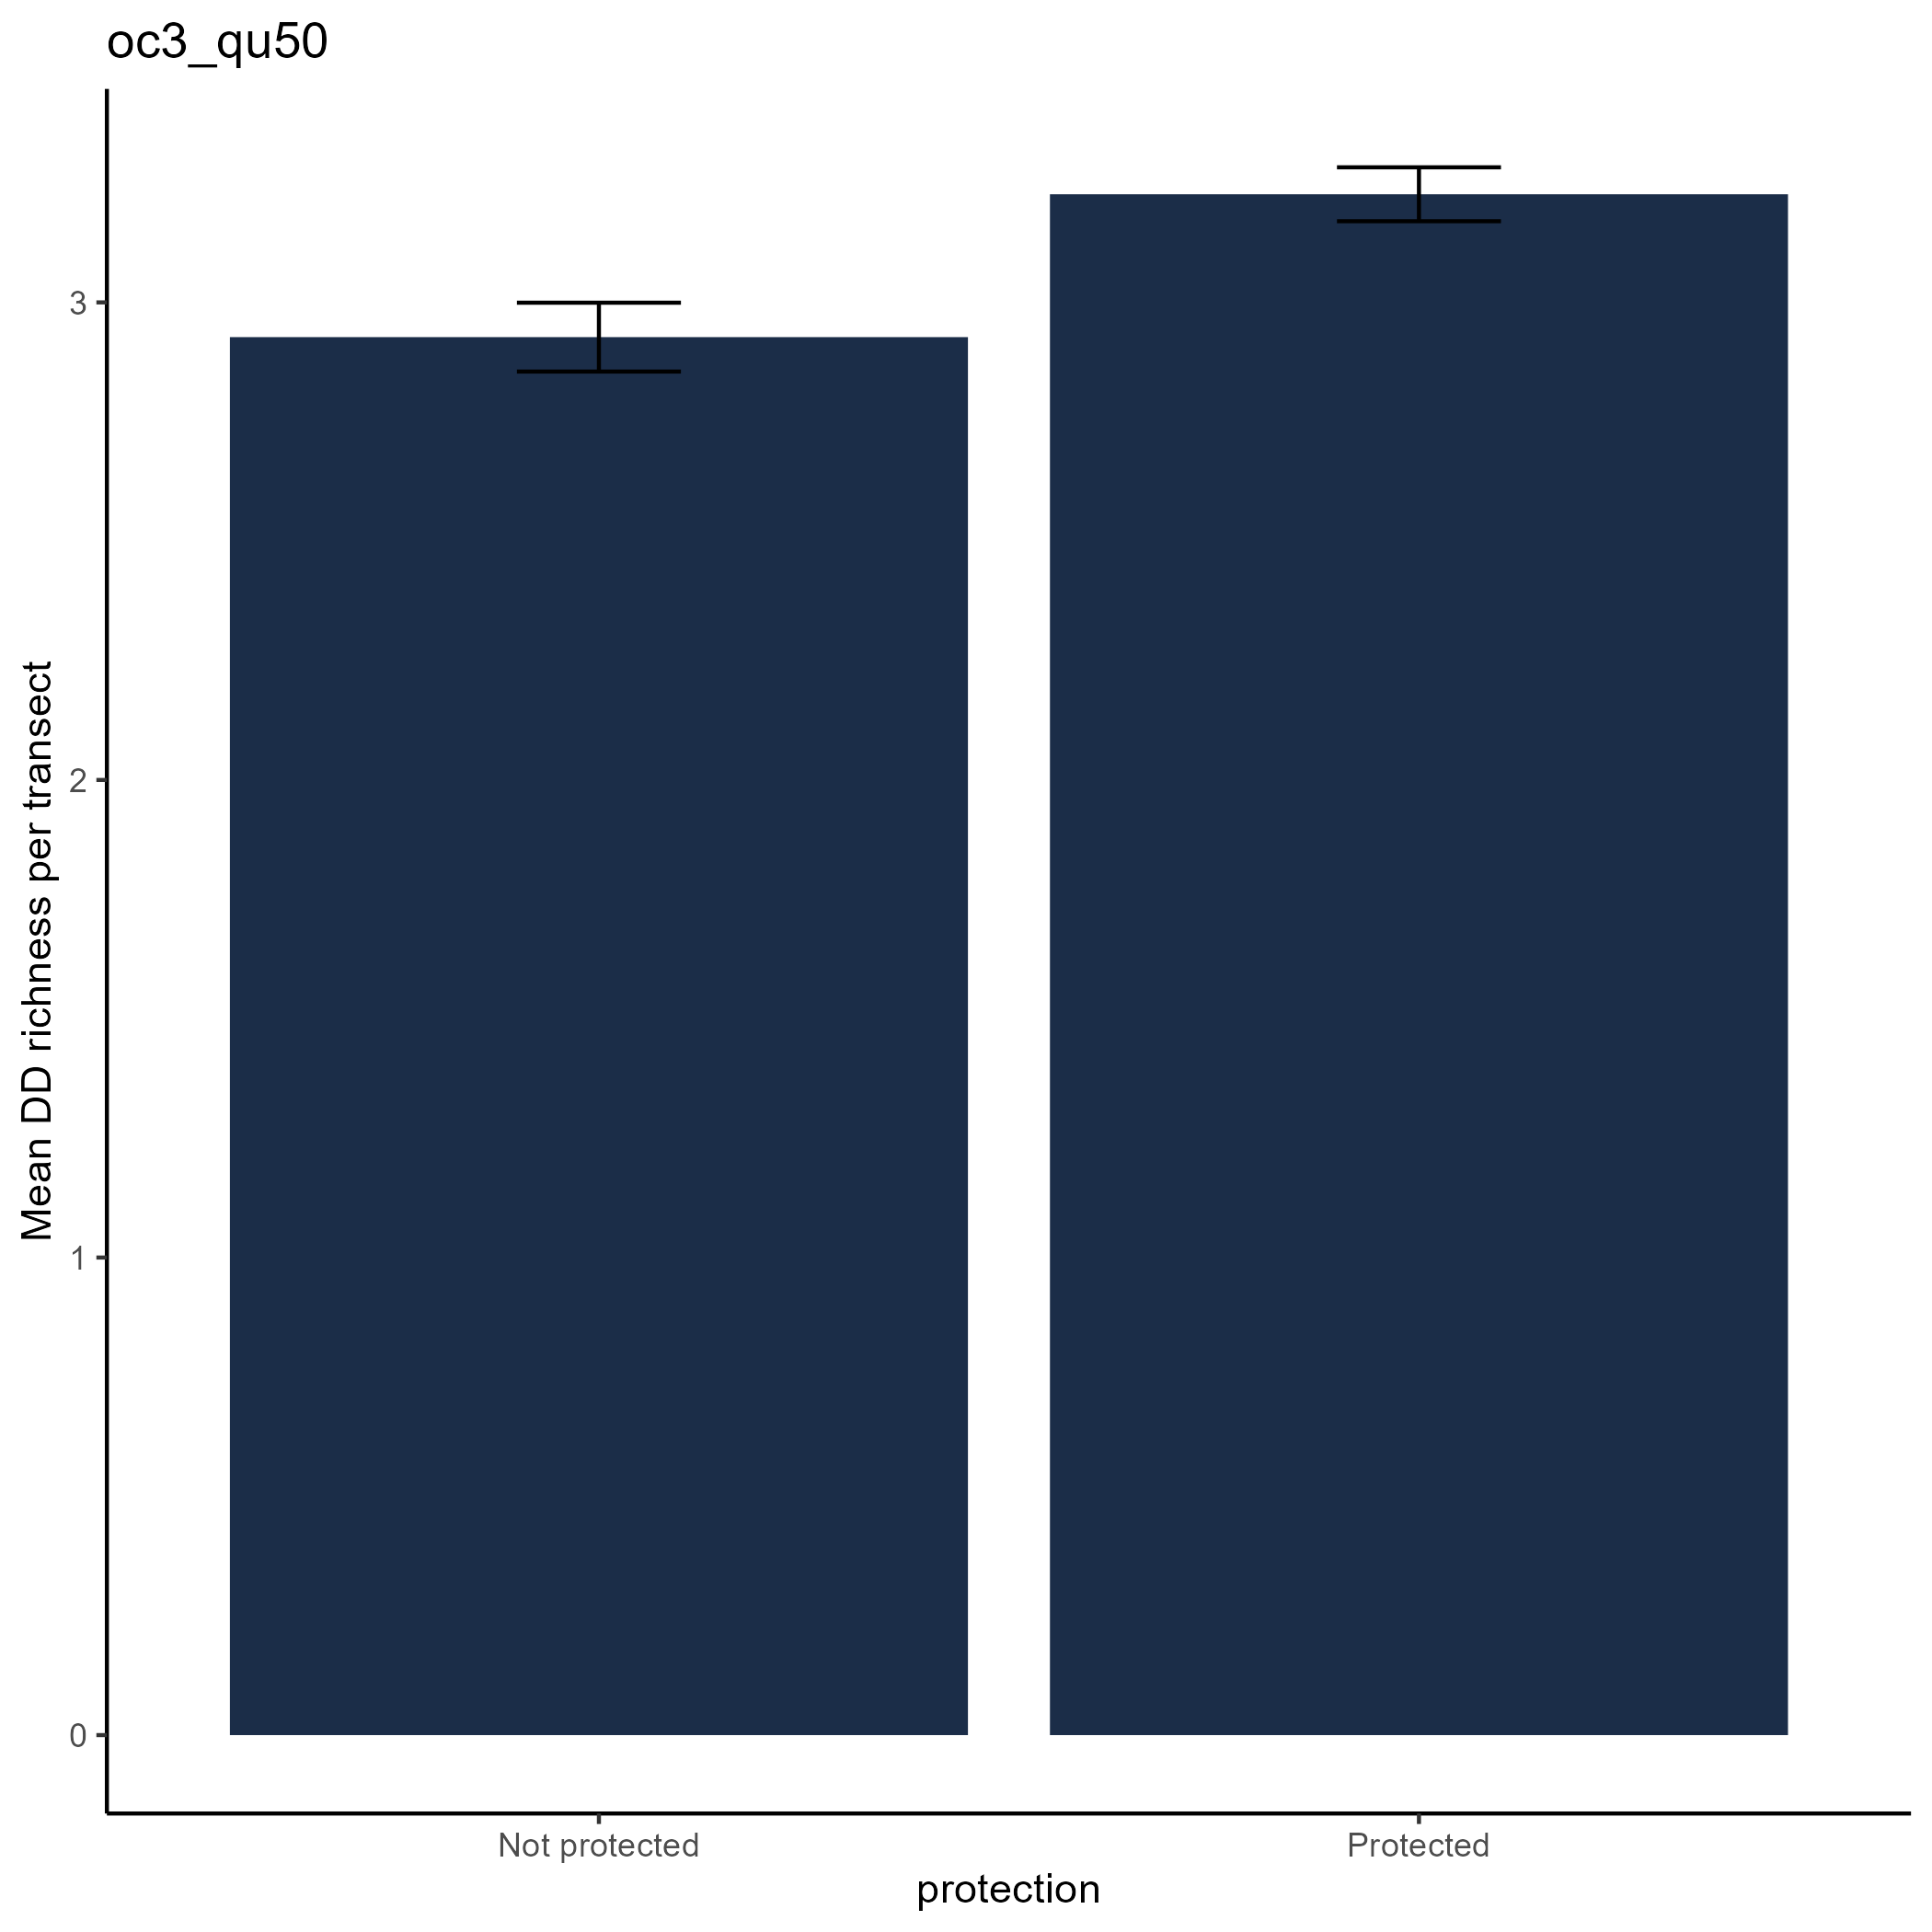 oc3_qu50
Mean DD richness per transect
3
2
1
0
Not protected
Protected
protection